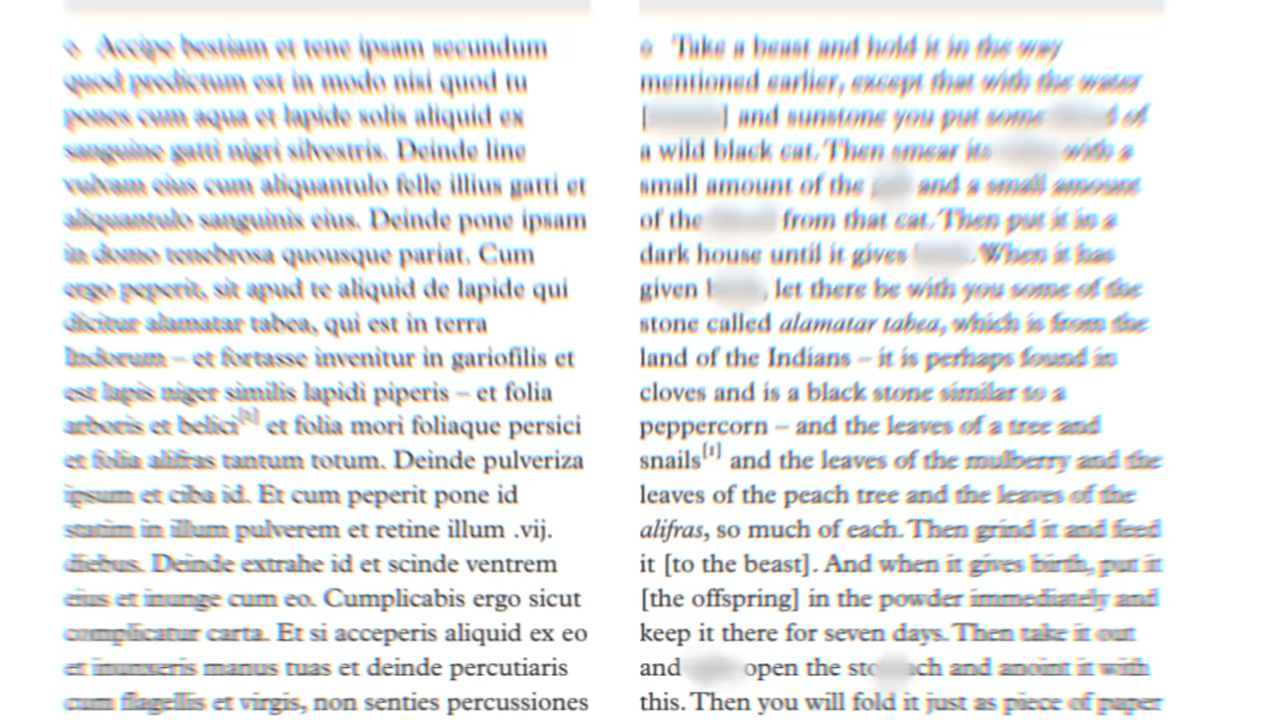 Accipe bestiam et tene ipsam secundum
quod predictum est in modo nisi quod tu
pones cum aqua et lapide solis aliquid ex
sanguine gatti nigri silvestris. Deinde line
vulvam eius cum aliquantulo felle illius gatti et
aliquantulo sanguinis eius. Deinde pone ipsam
in domo tenebrosa quousque pariat. Cum
ergo peperit, sit apud te aliquid de lapide qui
dicitur alamatar tabea, qui est in terra
Indorum – et fortasse invenitur in gariofilis et
est lapis niger similis lapidi piperis – et folia
arboris et belici[1] et folia mori foliaque persici
et folia alifras tantum totum. Deinde pulveriza
ipsum et ciba id. Et cum peperit pone id
statim in illum pulverem et retine illum .vij.
diebus. Deinde extrahe id et scinde ventrem
eius et inunge cum eo. Cumplicabis ergo sicut
complicatur carta. Et si acceperis aliquid ex eo
et inunxeris manus tuas et deinde percutiaris
cum flagellis et virgis, non senties percussiones
Take a beast and hold it in the way
mentioned earlier, except that with the water
[ ] and sunstone you put some of
a wild black cat. Then smear its with a
small amount of the and a small amount
of the from that cat. Then put it in a
dark house until it gives . When it has
given , let there be with you some of the
stone called alamatar tabea, which is from the
land of the Indians – it is perhaps found in
cloves and is a black stone similar to a
peppercorn – and the leaves of a tree and
snails[1] and the leaves of the mulberry and the
leaves of the peach tree and the leaves of the
alifras, so much of each. Then grind it and feed
it [to the beast]. And when it gives birth, put it
[the offspring] in the powder immediately and
keep it there for seven days. Then take it out
and open the and anoint it with
this. Then you will fold it just as piece of paper